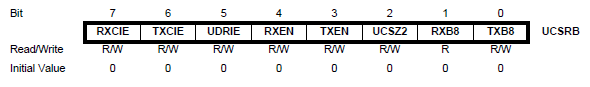 Bit 7 6 5 4 3 2 1 0
RXCIE TXCIE UDRIE RXEN TXEN UCSZ2 RXB8 TXB8 UCSRB
Read/Write R/W R/W R/W R/W R/W R/W R R/W
Initial Value 0 0 0 0 0 0 0 0